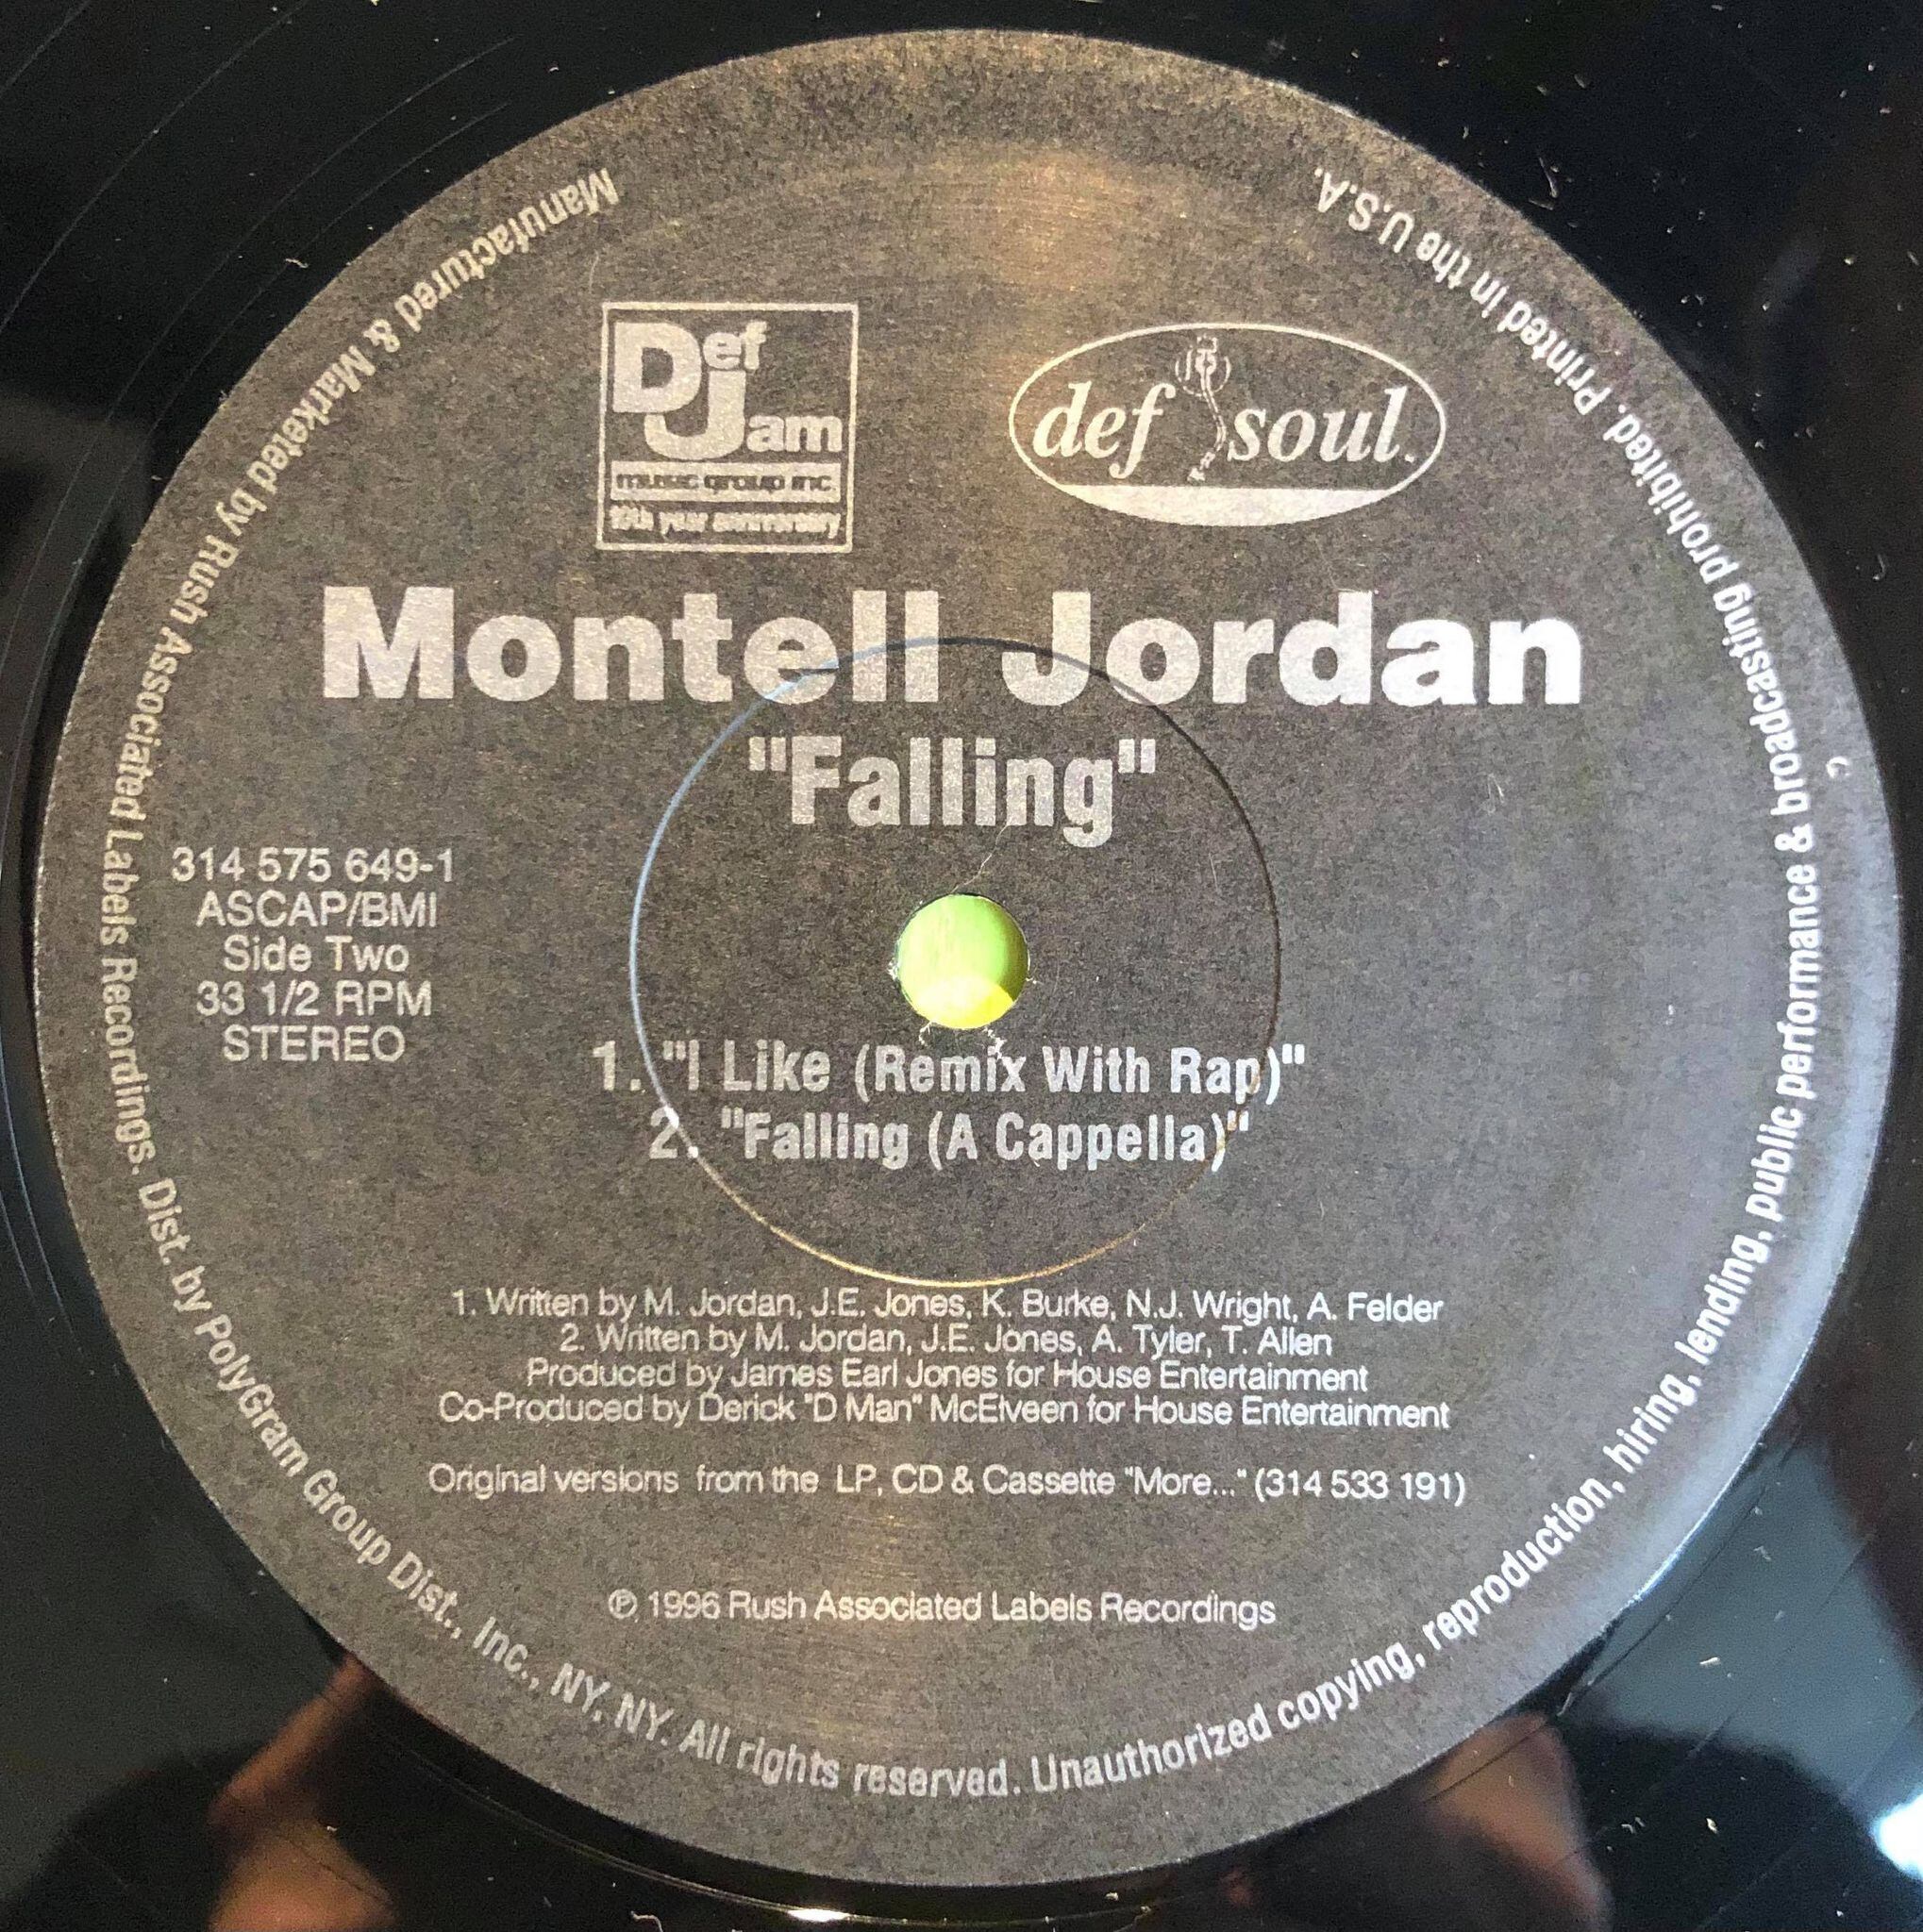 Def Jam
music group inc.
10th year anniversary
def soul
Montell Jordan
"Falling"
314 575 649-1
ASCAP/BMI
Side Two
33 1/2 RPM
STEREO
1. "I Like (Remix With Rap)"
2. "Falling (A Cappella)"
1. Written by M. Jordan, J.E. Jones, K. Burke, N.J. Wright, A. Felder
2. Written by M. Jordan, J.E. Jones, A. Tyler, T. Allen
Produced by James Earl Jones for House Entertainment
Co-Produced by Derick "D Man" McElveen for House Entertainment
Original versions from the LP, CD & Cassette "More..." (314 533 191)
℗ 1996 Rush Associated Labels Recordings
Manufactured & Marketed by Rush Associated Labels Recordings. Dist. by PolyGram Group Dist., Inc., NY, NY. All rights reserved. Unauthorized copying, reproduction, hiring, lending, public performance & broadcasting prohibited. Printed in the U.S.A.